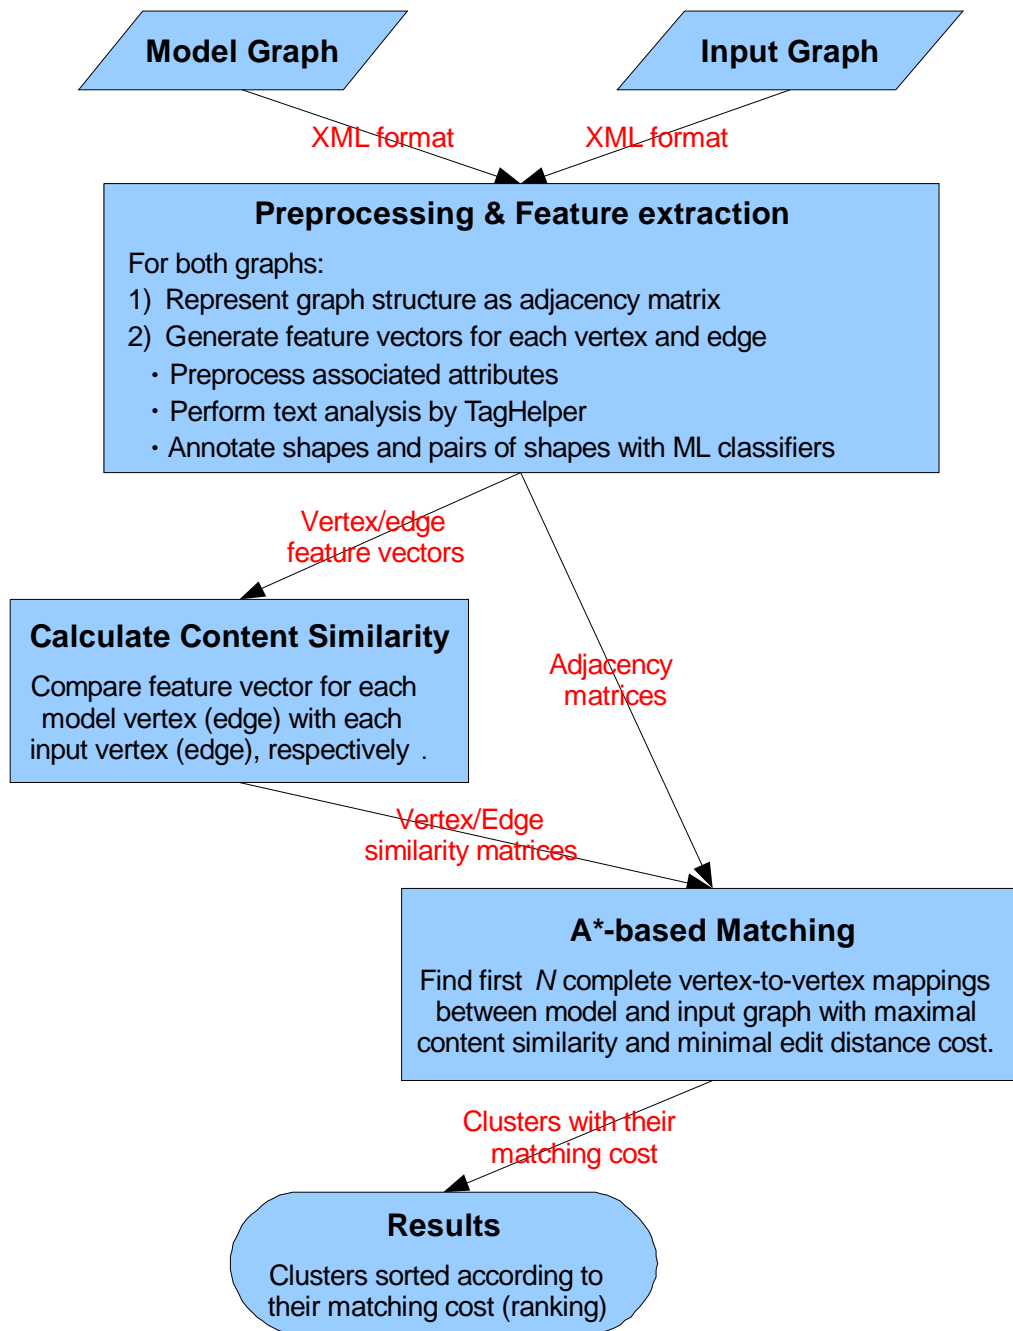 Model Graph
Input Graph
XML format
XML format
Preprocessing & Feature extraction
For both graphs:
1) Represent graph structure as adjacency matrix
2) Generate feature vectors for each vertex and edge
· Preprocess associated attributes
· Perform text analysis by TagHelper
· Annotate shapes and pairs of shapes with ML classifiers
Vertex/edge
feature vectors
Calculate Content Similarity
Compare feature vector for each
model vertex (edge) with each
input vertex (edge), respectively .
Adjacency
matrices
Vertex/Edge
similarity matrices
A*-based Matching
Find first N complete vertex-to-vertex mappings
between model and input graph with maximal
content similarity and minimal edit distance cost.
Clusters with their
matching cost
Results
Clusters sorted according to
their matching cost (ranking)